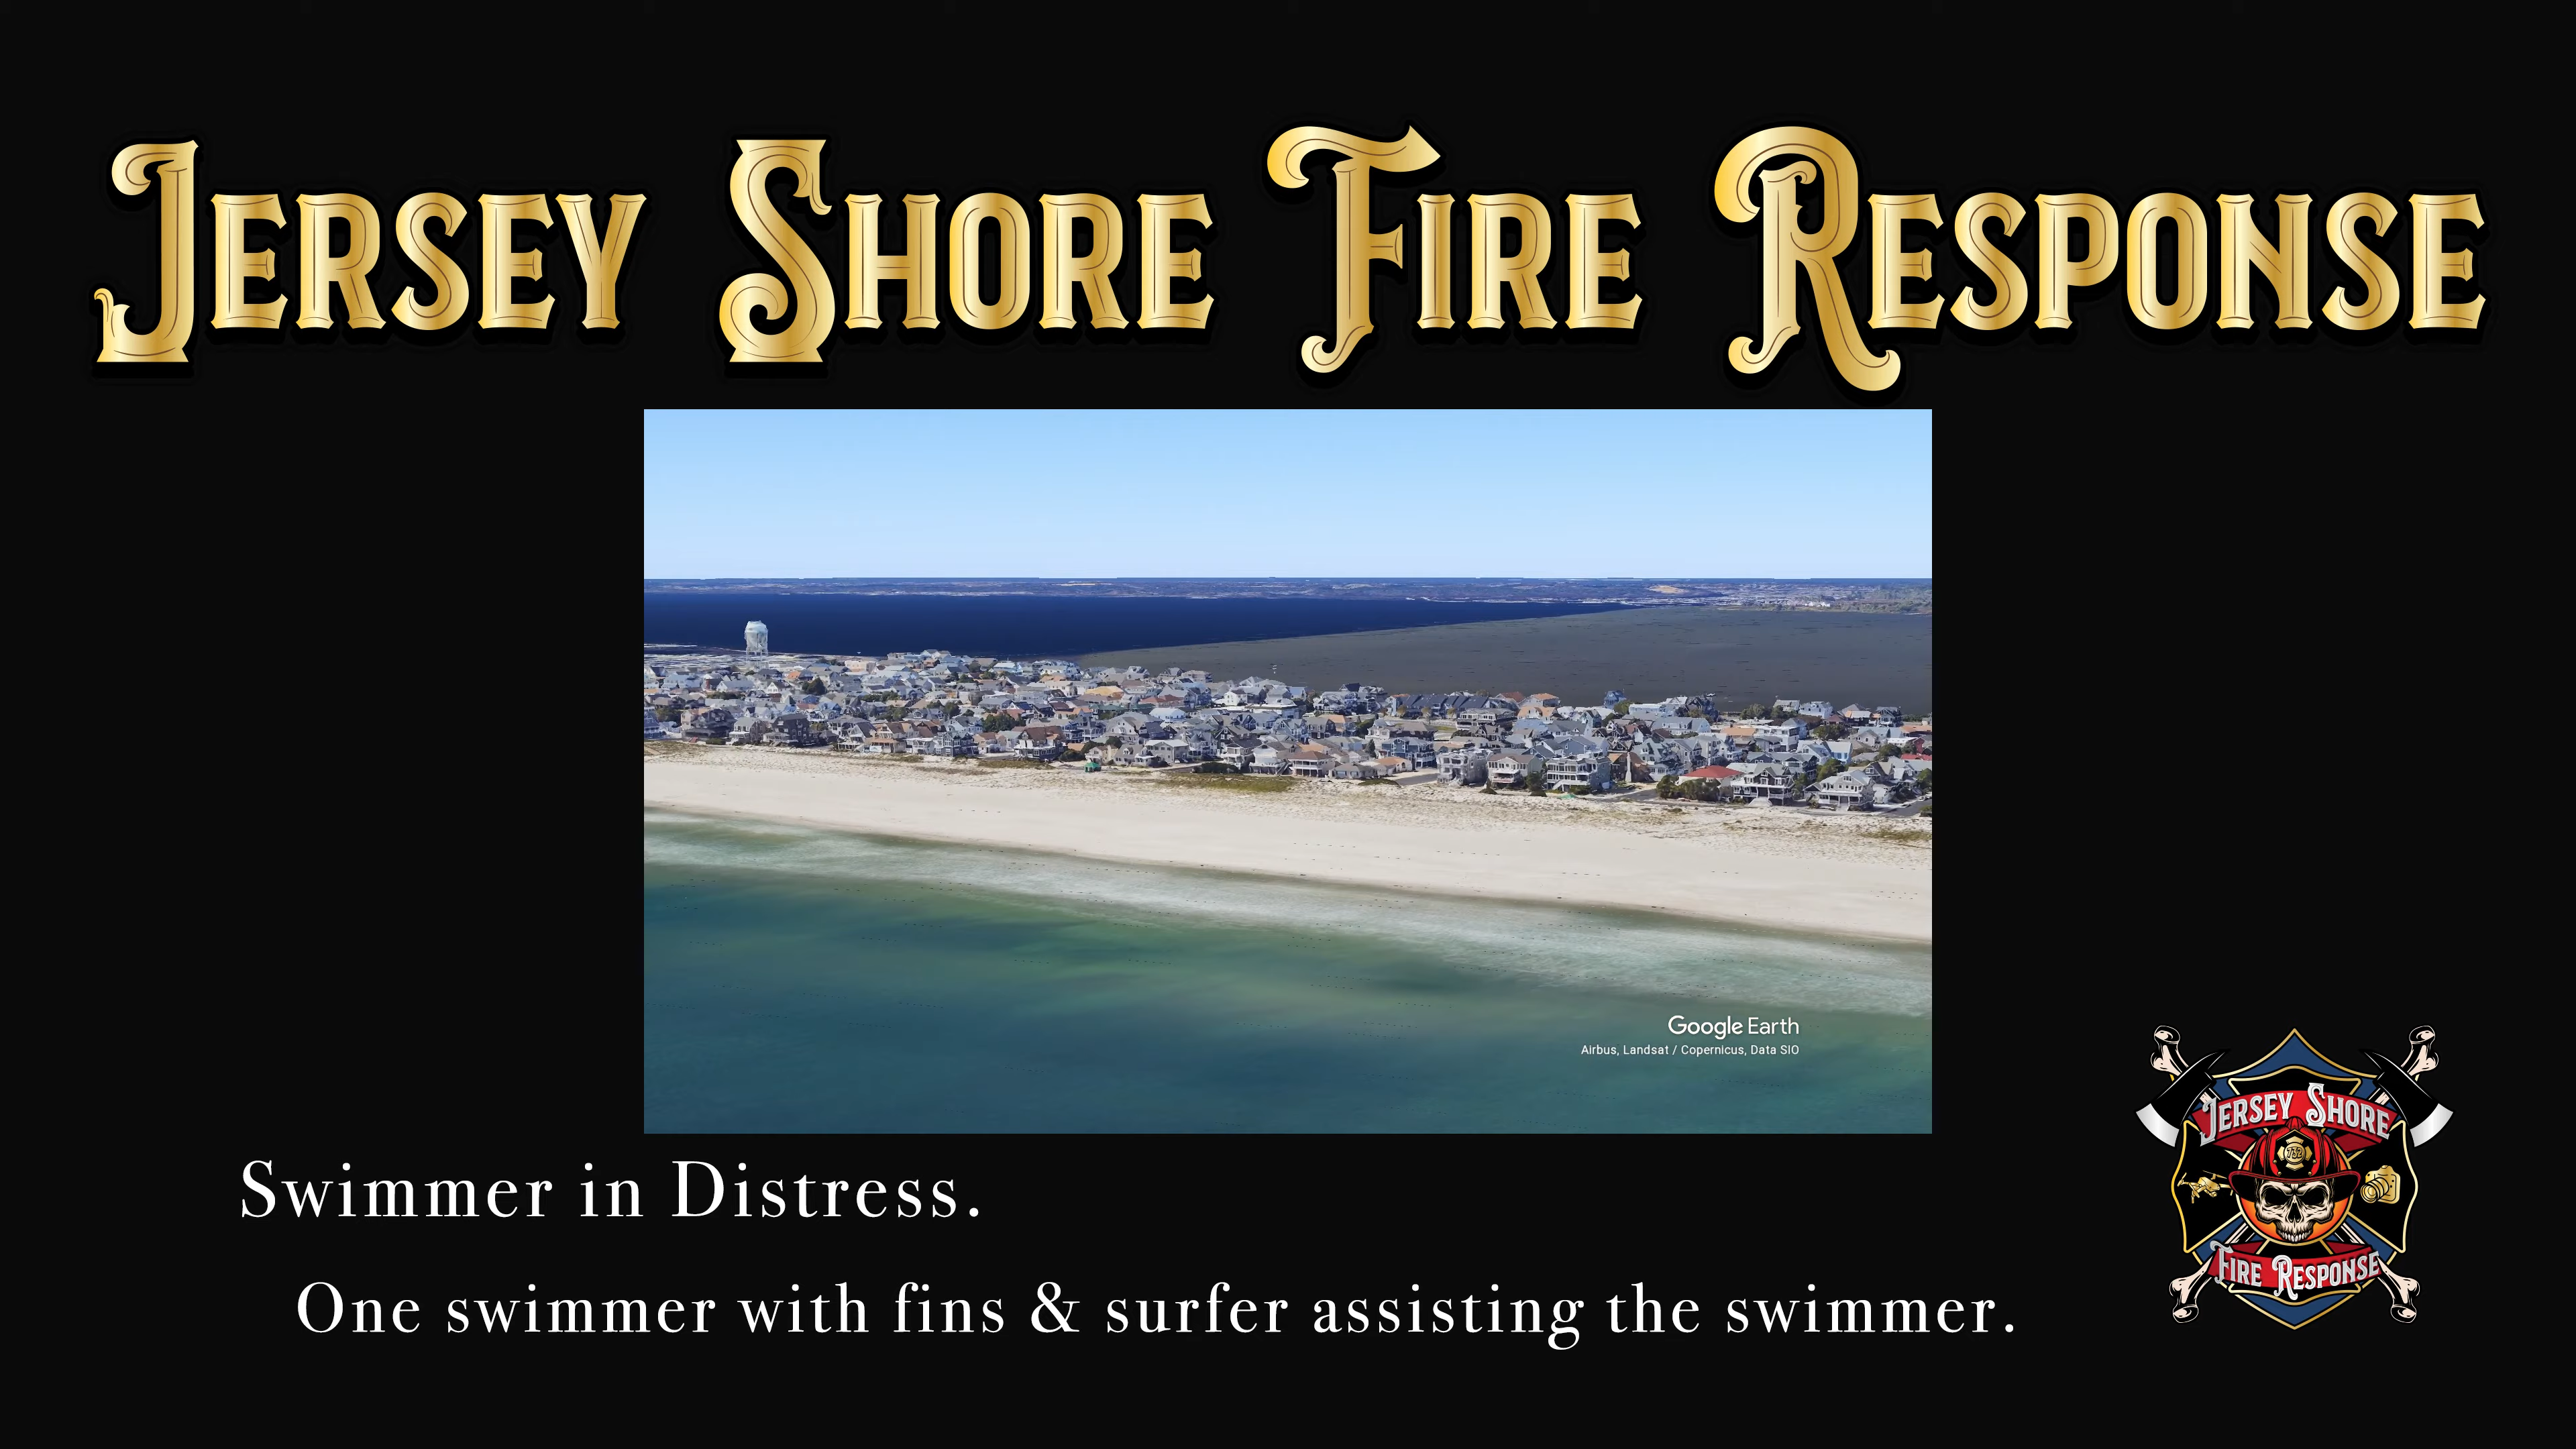 Jersey Shore Fire Response
Google Earth
Airbus, Landsat / Copernicus, Data SIO
Swimmer in Distress.
One swimmer with fins & surfer assisting the swimmer.
Jersey Shore
Fire Response